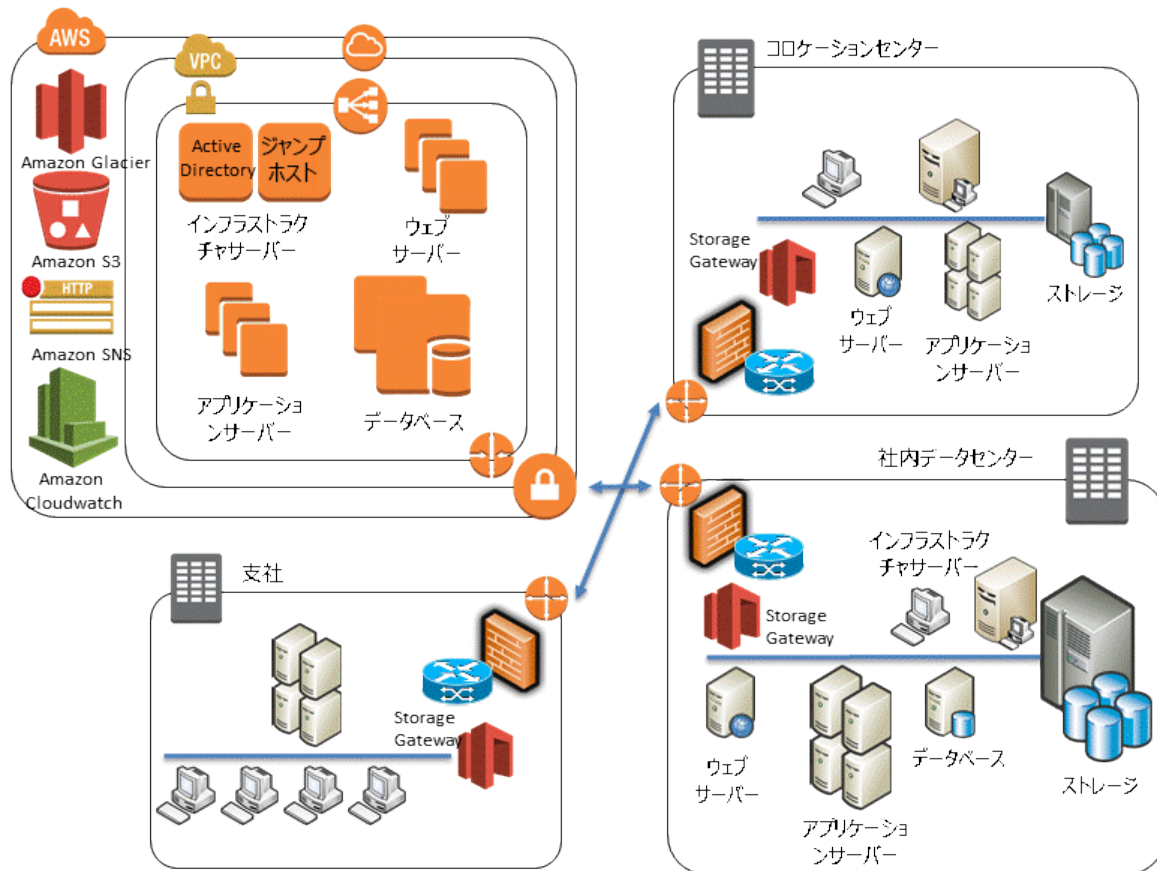 AWS
VPC
Amazon Glacier
Amazon S3
HTTP
Amazon SNS
Amazon
Cloudwatch
Active
Directory
ジャンプ
ホスト
インフラストラク
チャサーバー
ウェブ
サーバー
アプリケーショ
ンサーバー
データベース
コロケーションセンター
Storage
Gateway
ウェブ
サーバー
アプリケーショ
ンサーバー
ストレージ
支社
Storage
Gateway
社内データセンター
インフラストラク
チャサーバー
Storage
Gateway
ウェブ
サーバー
アプリケーショ
ンサーバー
データベース
ストレージ